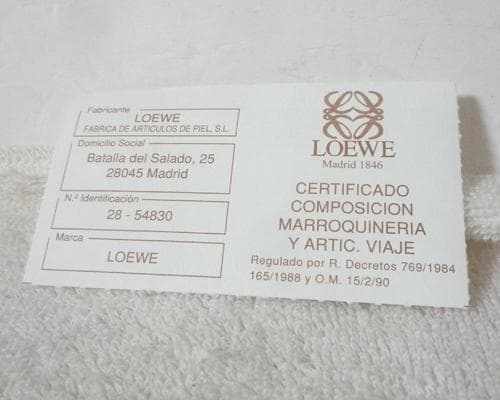 Fabricante
LOEWE
FABRICA DE ARTICULOS DE PIEL, S.L.
Domicilio Social
Batalla del Salado, 25
28045 Madrid
N.º Identificación
28 - 54830
Marca
LOEWE
LOEWE
Madrid 1846
CERTIFICADO
COMPOSICION
MARROQUINERIA
Y ARTIC. VIAJE
Regulado por R. Decretos 769/1984
165/1988 y O.M. 15/2/90